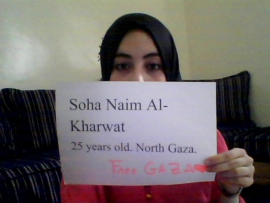 Soha Naim Al-
Kharwat
25 years old. North Gaza.
Free GAZA